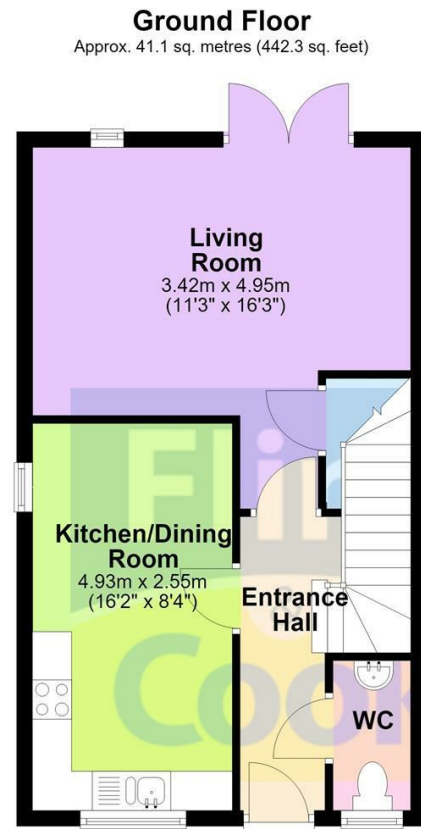 Ground Floor
Approx. 41.1 sq. metres (442.3 sq. feet)
Living
Room
3.42m x 4.95m
(11'3" x 16'3")
Kitchen/Dining
Room
4.93m x 2.55m
(16'2" x 8'4")
Entrance
Hall
WC
&
Cook